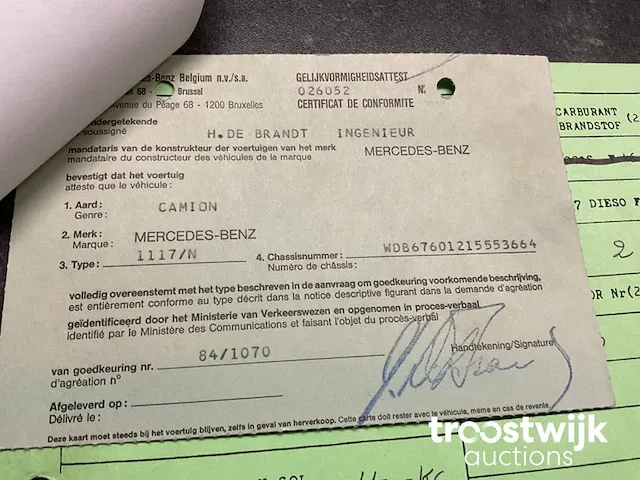 Benz Belgium n.v./s.a.
68 - Brussel
Avenue du Péage 68 - 1200 Bruxelles
GELIJKVORMIGHEIDSATTEST
026052 N.
CERTIFICAT DE CONFORMITE
ondergetekende
soussigné
H. DE BRANDT INGENIEUR
mandataris van de konstrukteur der voertuigen van het merk
mandataire du constructeur des véhicules de la marque
MERCEDES-BENZ
bevestigt dat het voertuig
atteste que le véhicule :
1. Aard :
Genre :
CAMION
2. Merk :
Marque :
MERCEDES-BENZ
3. Type :
1117/N
4. Chassisnummer :
Numéro de châssis :
WDB67601215553664
volledig overeenstemt met het type beschreven in de aanvraag om goedkeuring voorkomende beschrijving,
est entièrement conforme au type décrit dans la notice descriptive figurant dans la demande d'agréation
geïdentificeerd door het Ministerie van Verkeerswezen en opgenomen in proces-verbaal
identifié par le Ministère des Communications et faisant l'objet du procès-verbal
van goedkeuring nr.
d'agréation n°
84/1070
Handtekening/Signature
Afgeleverd op :
Délivré le :
Deze kaart moet steeds bij het voertuig blijven, zelfs in geval van herverkoop. Cette carte doit rester avec le véhicule, même en cas de revente.
CARBURANT
BRANDSTOF (2
7 DIESO
2
OR Nr(2
troostwijk
auctions